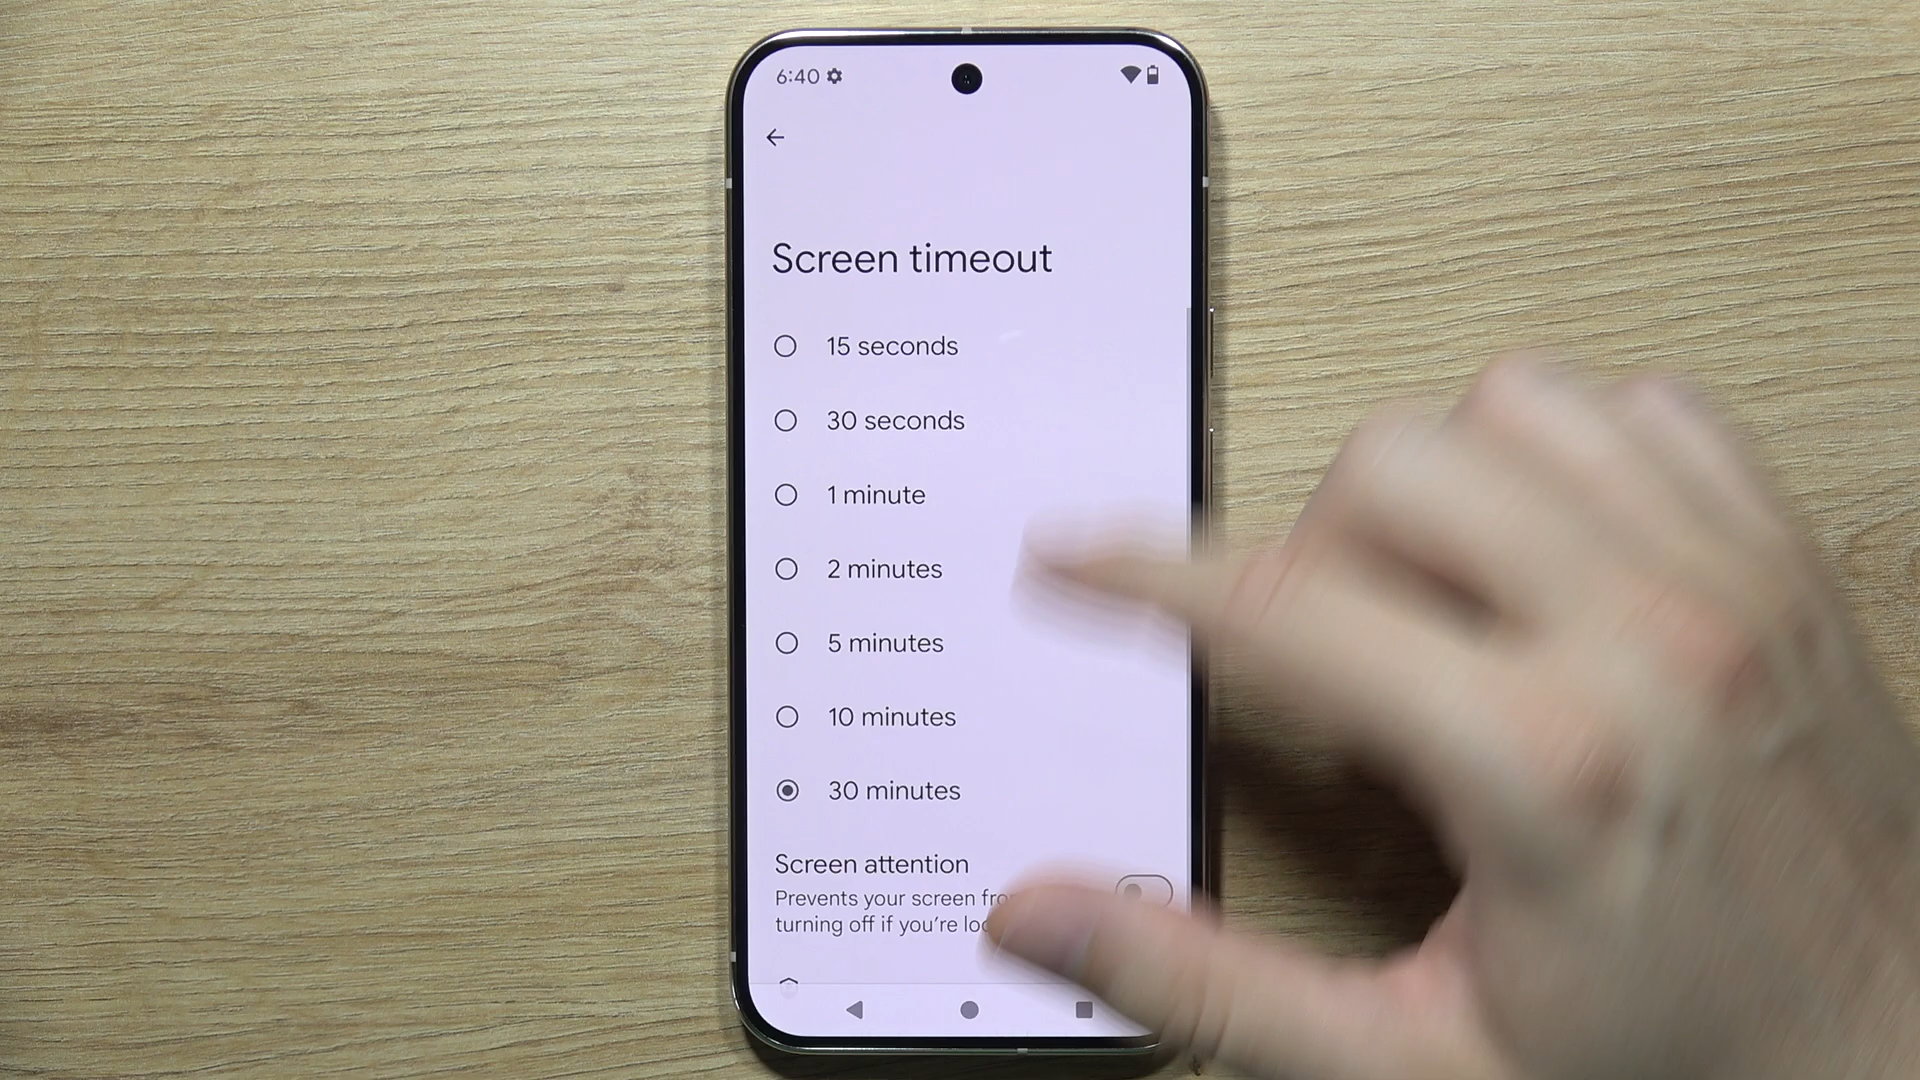 6:40
Screen timeout
15 seconds
30 seconds
1 minute
2 minutes
5 minutes
10 minutes
30 minutes
Screen attention
Prevents your screen
turning off if you're